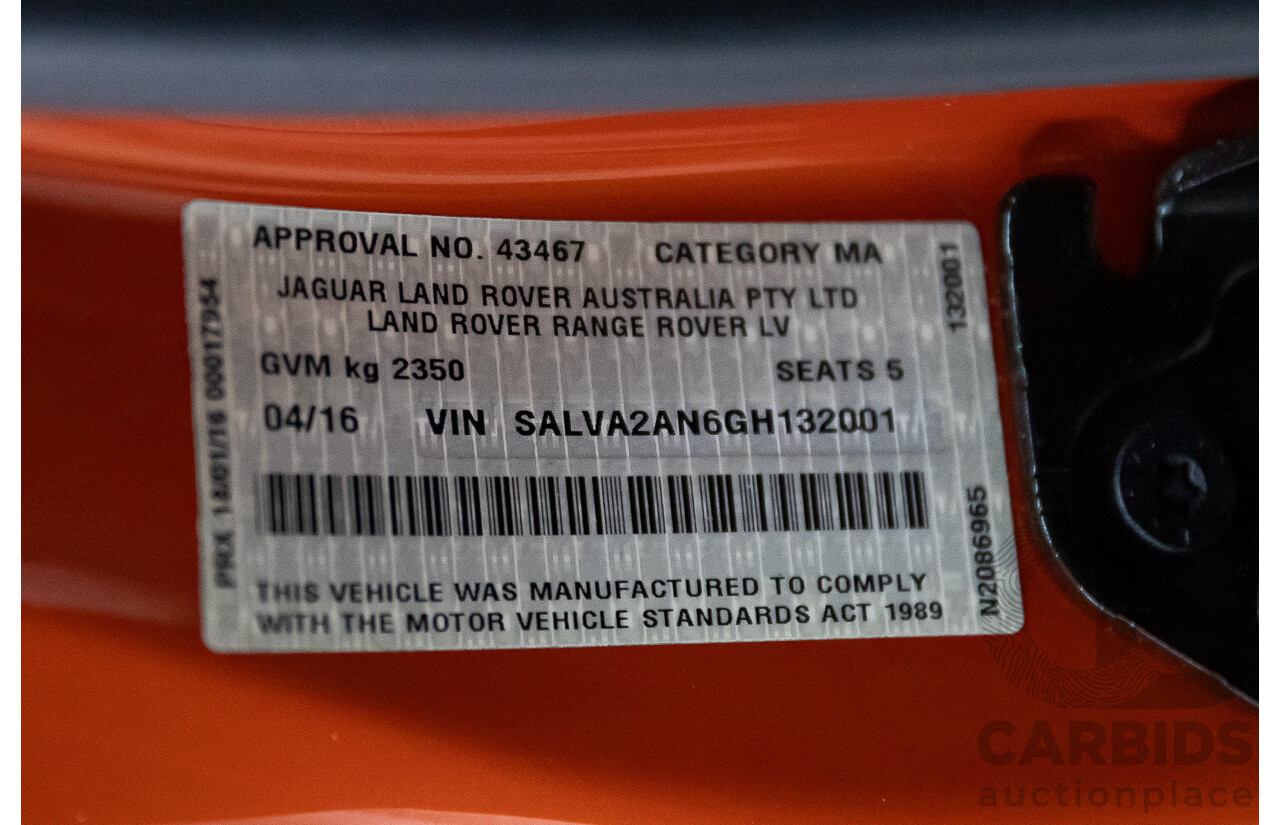 APPROVAL NO. 43467 CATEGORY MA
JAGUAR LAND ROVER AUSTRALIA PTY LTD
LAND ROVER RANGE ROVER LV
GVM kg 2350 SEATS 5
04/16 VIN SALVA2AN6GH132001
THIS VEHICLE WAS MANUFACTURED TO COMPLY
WITH THE MOTOR VEHICLE STANDARDS ACT 1989
000017954
132001
N2086965
CARBIDS
auctionplace